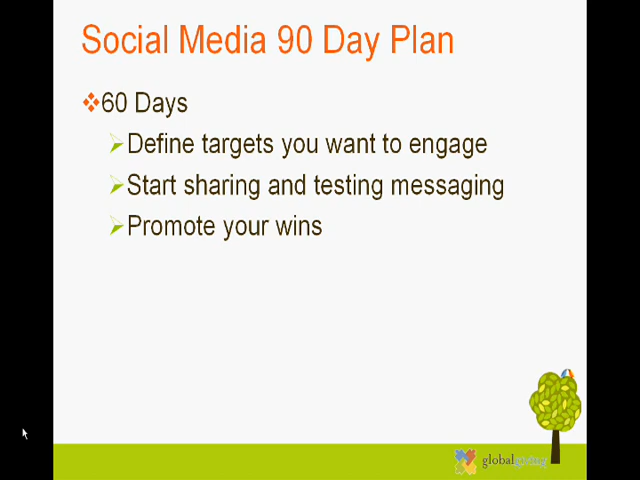 Social Media 90 Day Plan
60 Days
Define targets you want to engage
Start sharing and testing messaging
Promote your wins
globalgiving